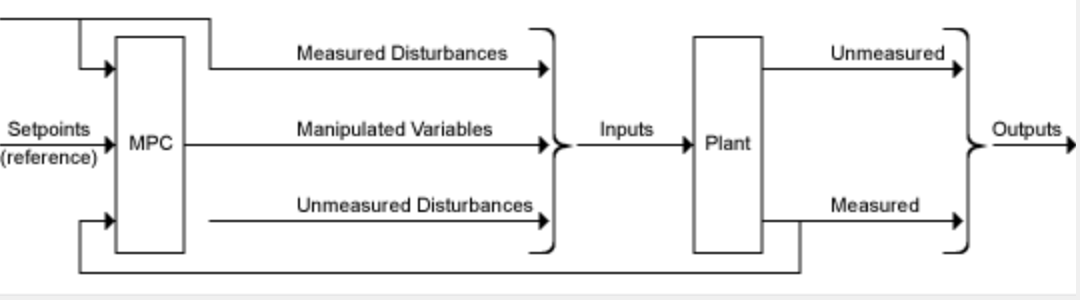 Measured Disturbances
Unmeasured
Setpoints
(reference)
MPC
Manipulated Variables
Inputs
Plant
Outputs
Unmeasured Disturbances
Measured